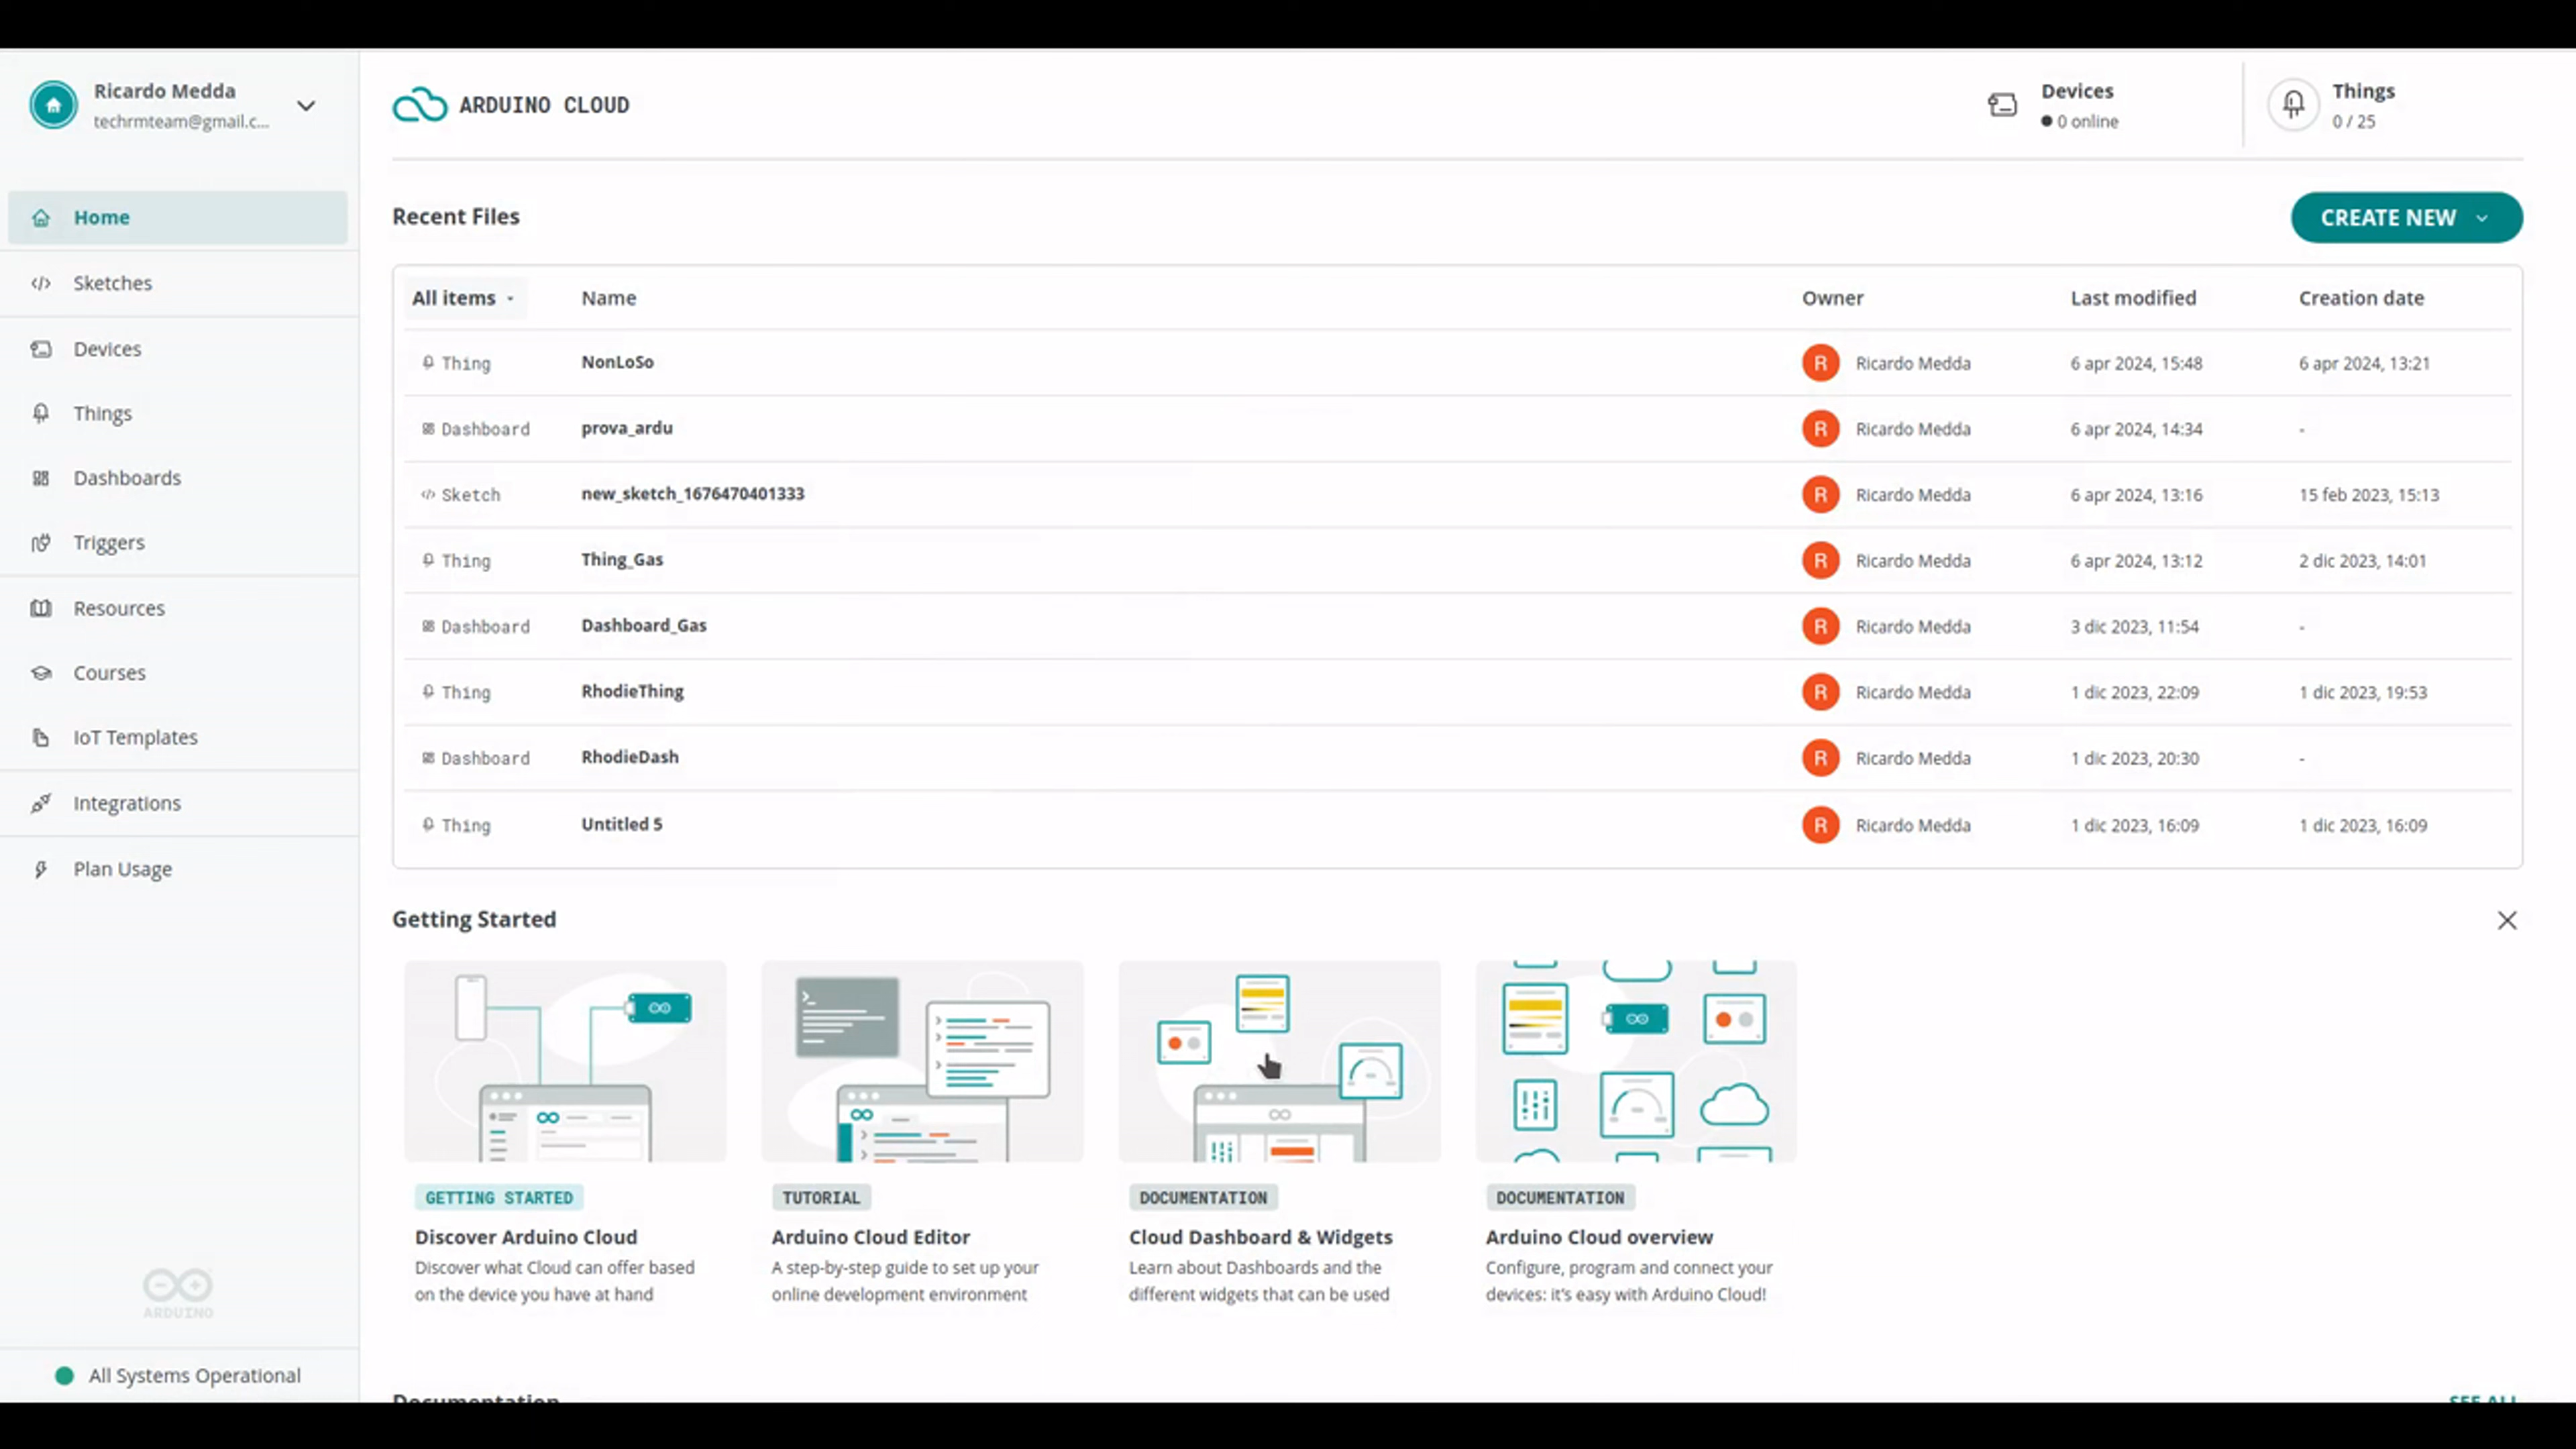 Ricardo Medda
techrmteam@gmail.c...
ARDUINO CLOUD
Devices
0 online
Things
0 / 25
Home
Sketches
Devices
Things
Dashboards
Triggers
Resources
Courses
IoT Templates
Integrations
Plan Usage
ARDUINO
All Systems Operational
Recent Files
CREATE NEW
All items Name Owner Last modified Creation date
Thing NonLoSo R Ricardo Medda 6 apr 2024, 15:48 6 apr 2024, 13:21
Dashboard prova_ardu R Ricardo Medda 6 apr 2024, 14:34 -
Sketch new_sketch_1676470401333 R Ricardo Medda 6 apr 2024, 13:16 15 feb 2023, 15:13
Thing Thing_Gas R Ricardo Medda 6 apr 2024, 13:12 2 dic 2023, 14:01
Dashboard Dashboard_Gas R Ricardo Medda 3 dic 2023, 11:54 -
Thing RhodieThing R Ricardo Medda 1 dic 2023, 22:09 1 dic 2023, 19:53
Dashboard RhodieDash R Ricardo Medda 1 dic 2023, 20:30 -
Thing Untitled 5 R Ricardo Medda 1 dic 2023, 16:09 1 dic 2023, 16:09
Getting Started
GETTING STARTED
Discover Arduino Cloud
Discover what Cloud can offer based
on the device you have at hand
TUTORIAL
Arduino Cloud Editor
A step-by-step guide to set up your
online development environment
DOCUMENTATION
Cloud Dashboard & Widgets
Learn about Dashboards and the
different widgets that can be used
DOCUMENTATION
Arduino Cloud overview
Configure, program and connect your
devices: it's easy with Arduino Cloud!
Documentation
SEE ALL